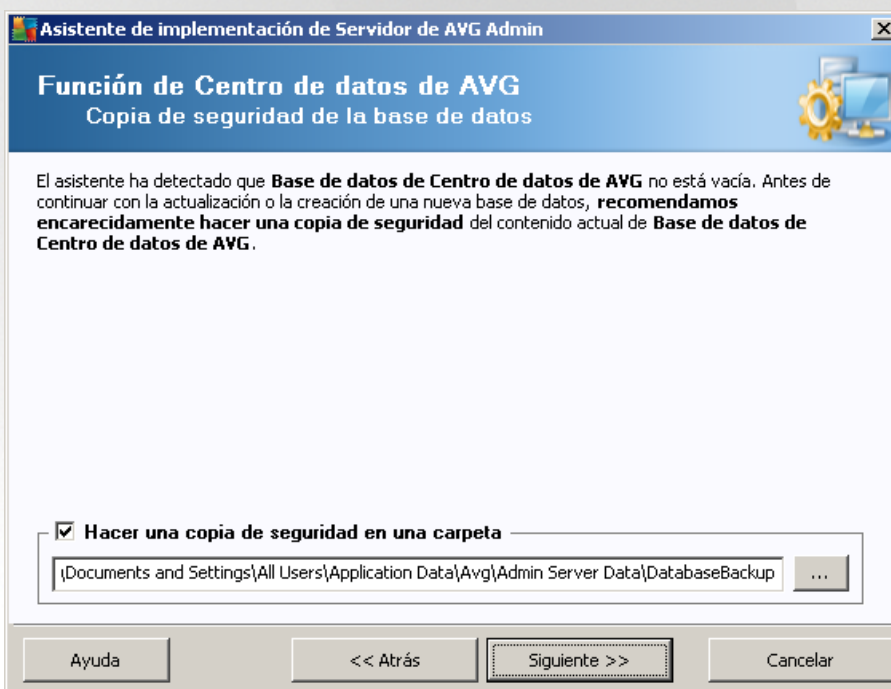 Asistente de implementación de Servidor de AVG Admin
Función de Centro de datos de AVG
Copia de seguridad de la base de datos
El asistente ha detectado que Base de datos de Centro de datos de AVG no está vacía. Antes de
continuar con la actualización o la creación de una nueva base de datos, recomendamos
encarecidamente hacer una copia de seguridad del contenido actual de Base de datos de
Centro de datos de AVG.
Hacer una copia de seguridad en una carpeta
\Documents and Settings\All Users\Application Data\Avg\Admin Server Data\DatabaseBackup
...
Ayuda
<< Atrás
Siguiente >>
Cancelar